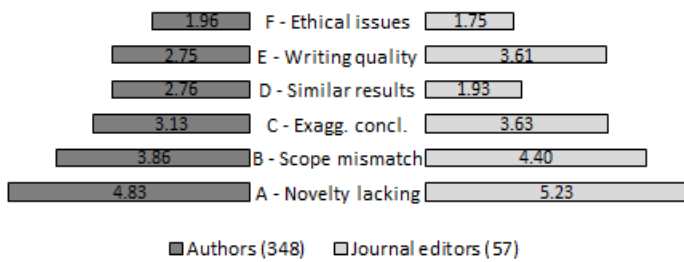 1.96 F - Ethical issues 1.75
2.75 E - Writing quality 3.61
2.76 D - Similar results 1.93
3.13 C - Exagg. concl. 3.63
3.86 B - Scope mismatch 4.40
4.83 A - Novelty lacking 5.23
Authors (348) Journal editors (57)